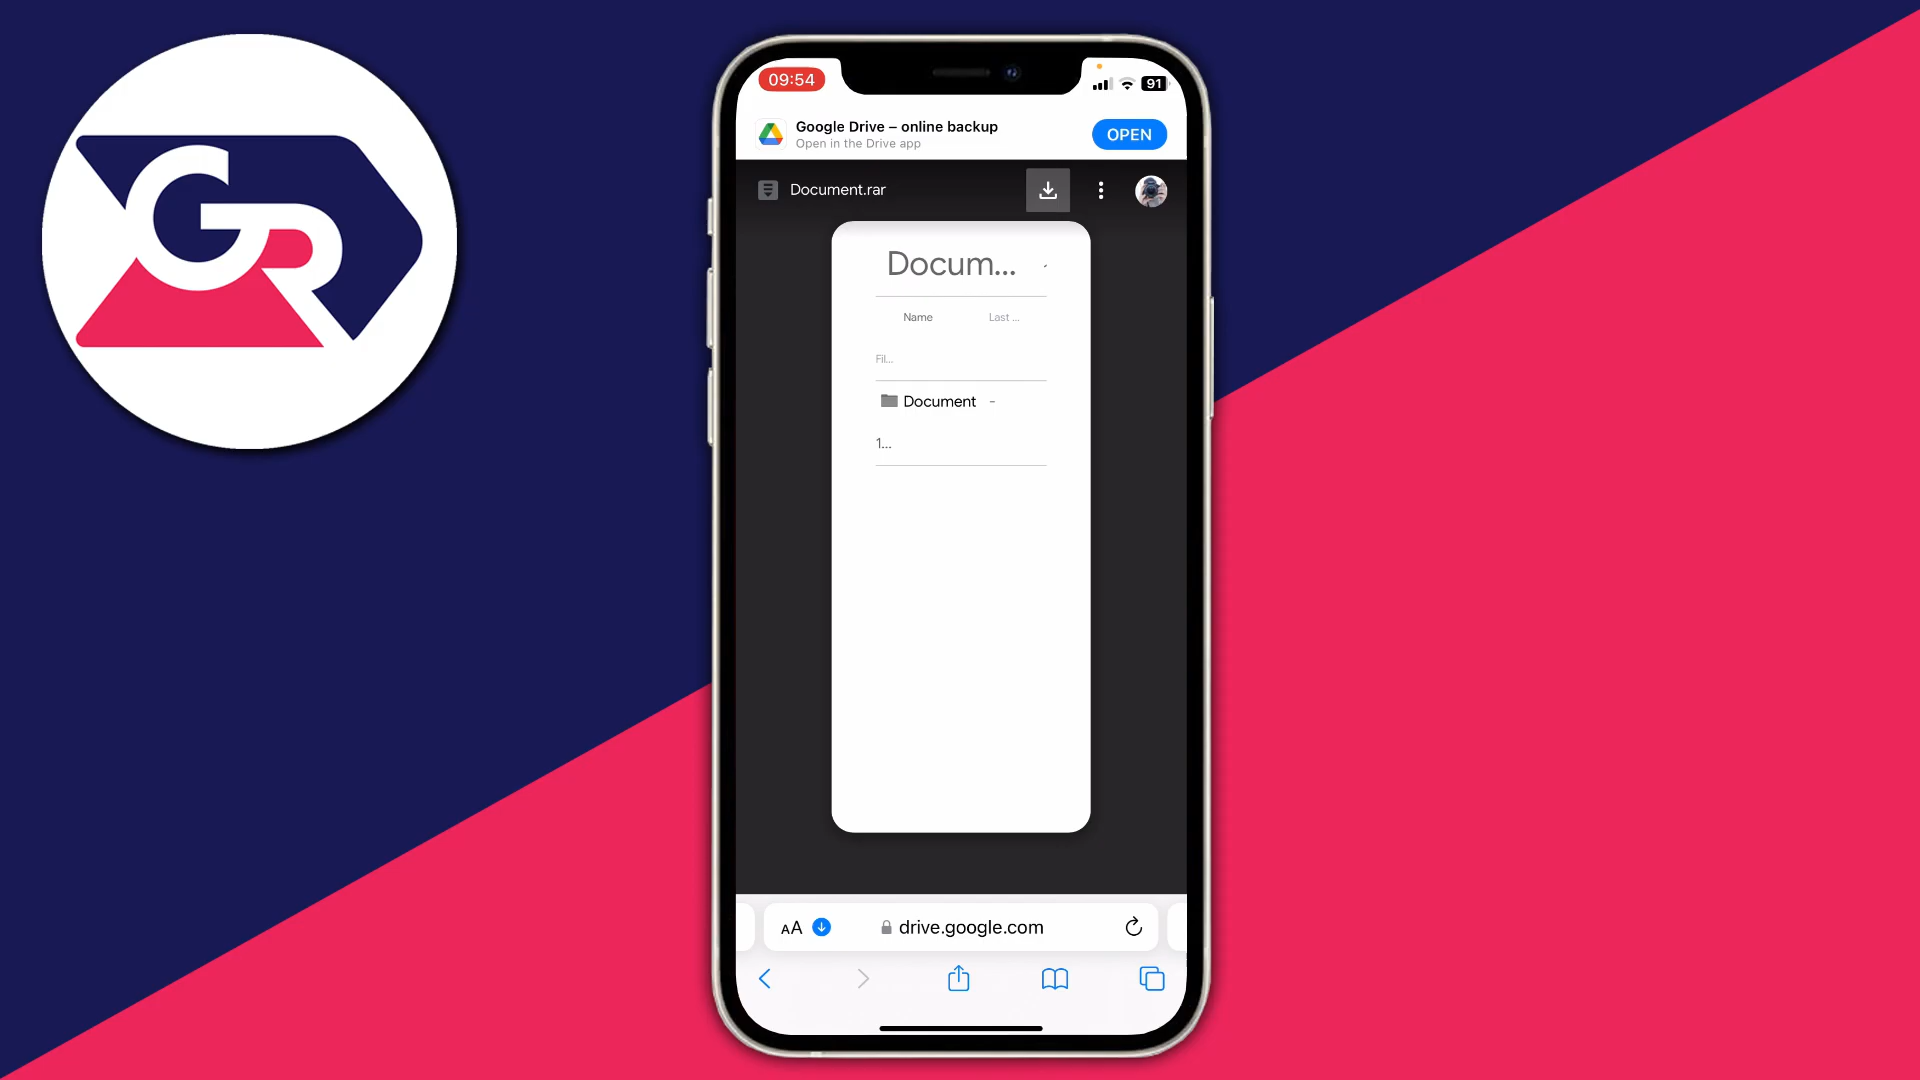 GR
09:54
91
Google Drive – online backup
Open in the Drive app
OPEN
Document.rar
Docum...
Name Last ...
Fil...
Document -
1...
AA drive.google.com